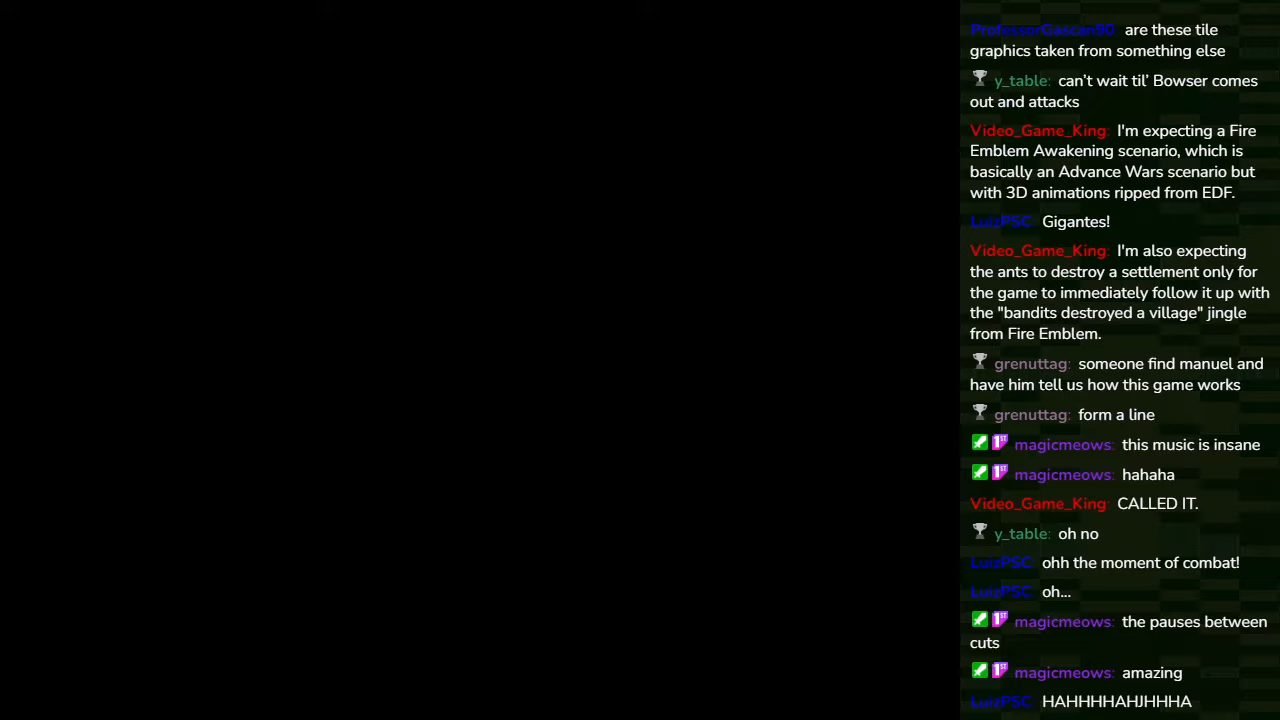 ProfessorGascan90 are these tile
graphics taken from something else
y_table: can't wait til' Bowser comes
out and attacks
Video_Game_King: I'm expecting a Fire
Emblem Awakening scenario, which is
basically an Advance Wars scenario but
with 3D animations ripped from EDF.
LuizPSC: Gigantes!
Video_Game_King: I'm also expecting
the ants to destroy a settlement only for
the game to immediately follow it up with
the "bandits destroyed a village" jingle
from Fire Emblem.
grenuttag: someone find manuel and
have him tell us how this game works
grenuttag: form a line
1ST magicmeows: this music is insane
1ST magicmeows: hahaha
Video_Game_King: CALLED IT.
y_table: oh no
LuizPSC: ohh the moment of combat!
LuizPSC: oh...
1ST magicmeows: the pauses between
cuts
1ST magicmeows: amazing
LuizPSC: HAHHHHAHJHHHA